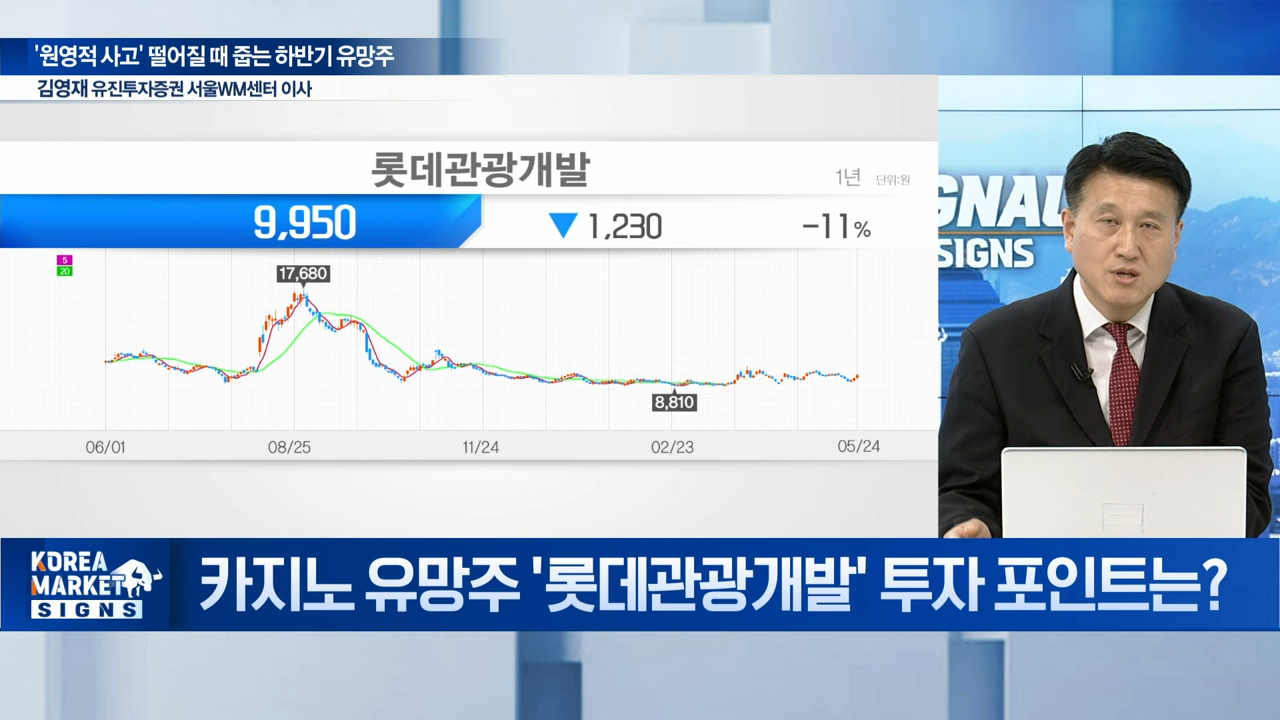 '원영적 사고' 떨어질 때 줍는 하반기 유망주
김영재 유진투자증권 서울WM센터 이사
롯데관광개발
1년 단위:원
9,950 ▼ 1,230 -11%
5
20
17,680
8,810
06/01 08/25 11/24 02/23 05/24
GNAL
SIGNS
KOREA
MARKET
SIGNS
카지노 유망주 '롯데관광개발' 투자 포인트는?